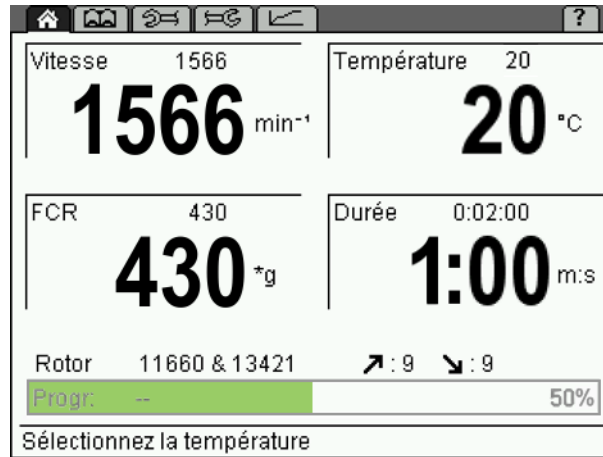 ?
Vitesse 1566
1566 min⁻¹
Température 20
20 °C
FCR 430
430 *g
Durée 0:02:00
1:00 m:s
Rotor 11660 & 13421 : 9 : 9
Progr: -- 50%
Sélectionnez la température